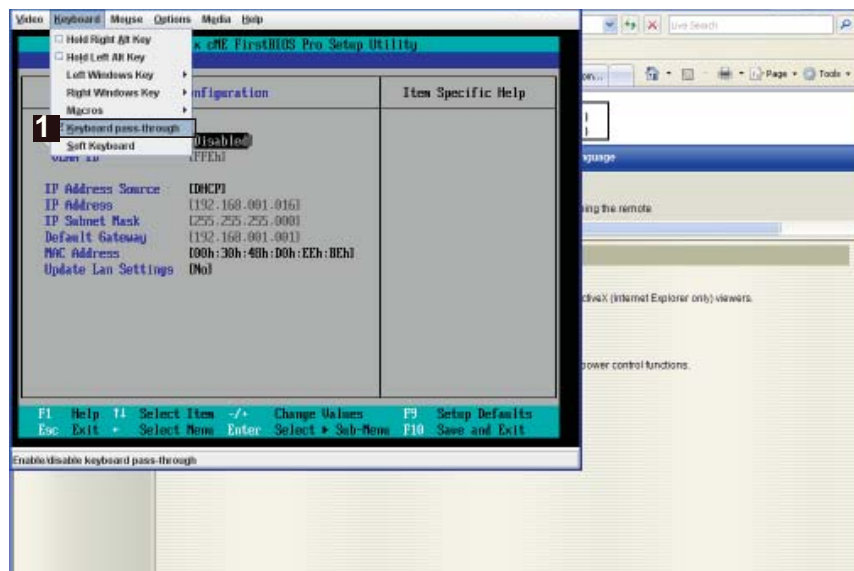 Video Keyboard Mouse Options Media Help
Hold Right Alt Key
Hold Left Alt Key
Left Windows Key
Right Windows Key
Macros
1
Keyboard pass-through
Soft Keyboard
x cME FirstBIOS Pro Setup Utility
nfiguration
Item Specific Help
[Disabled]
VLAN ID [FFEh]
IP Address Source [DHCP]
IP Address [192.168.001.016]
IP Subnet Mask [255.255.255.000]
Default Gateway [192.168.001.001]
MAC Address [00h:30h:48h:D0h:EEh:BEh]
Update Lan Settings [No]
F1 Help ↑↓ Select Item -/+ Change Values F9 Setup Defaults
Esc Exit Select Menu Enter Select ▸ Sub-Menu F10 Save and Exit
Enable/disable keyboard pass-through
Live Search
on...
Page Tools
nguage
ing the remote
ctiveX (Internet Explorer only) viewers.
power control functions.